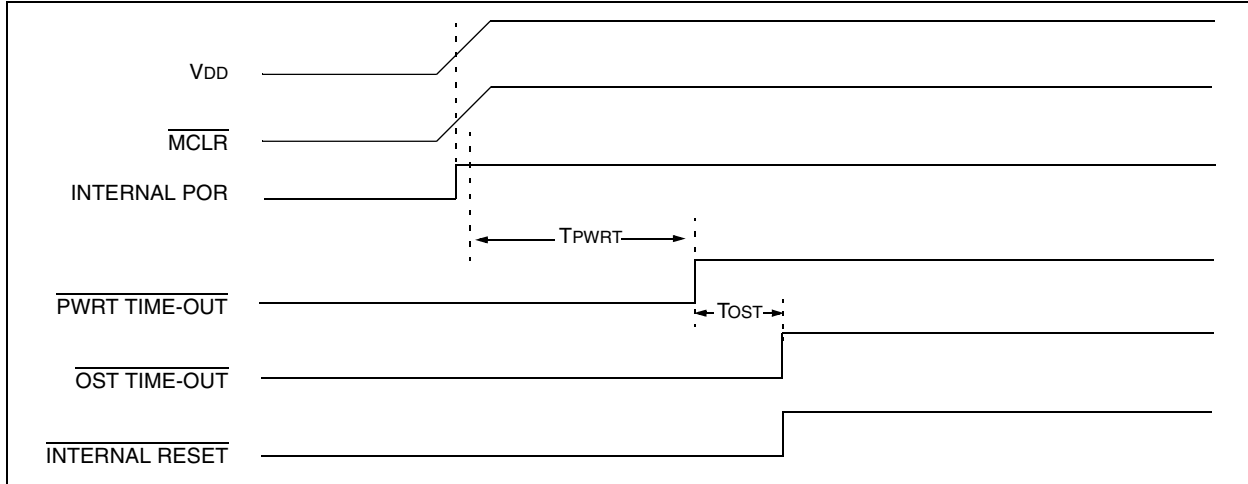 VDD
MCLR
INTERNAL POR
TPWRT
PWRT TIME-OUT
TOST
OST TIME-OUT
INTERNAL RESET